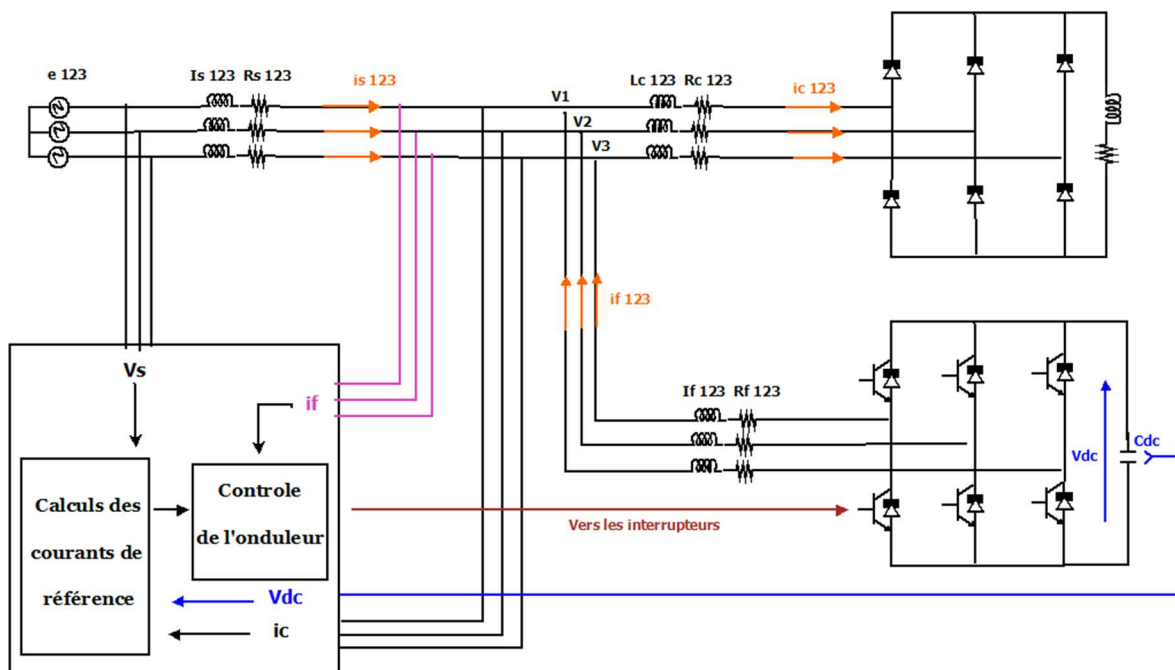 e 123
Is 123 Rs 123
is 123
V1
V2
V3
Lc 123 Rc 123
ic 123
if 123
If 123 Rf 123
Vdc
Cdc
Vs
if
Calculs des
courants de
référence
Controle
de l'onduleur
Vers les interrupteurs
Vdc
ic